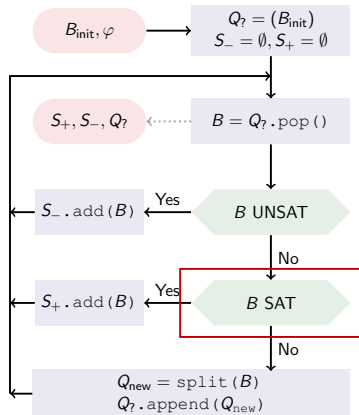 B_init, φ
Q_? = (B_init)
S_− = ∅, S_+ = ∅
S_+, S_−, Q_?
B = Q_?.pop()
S_−.add(B)
Yes
B UNSAT
No
S_+.add(B)
Yes
B SAT
No
Q_new = split(B)
Q_?.append(Q_new)